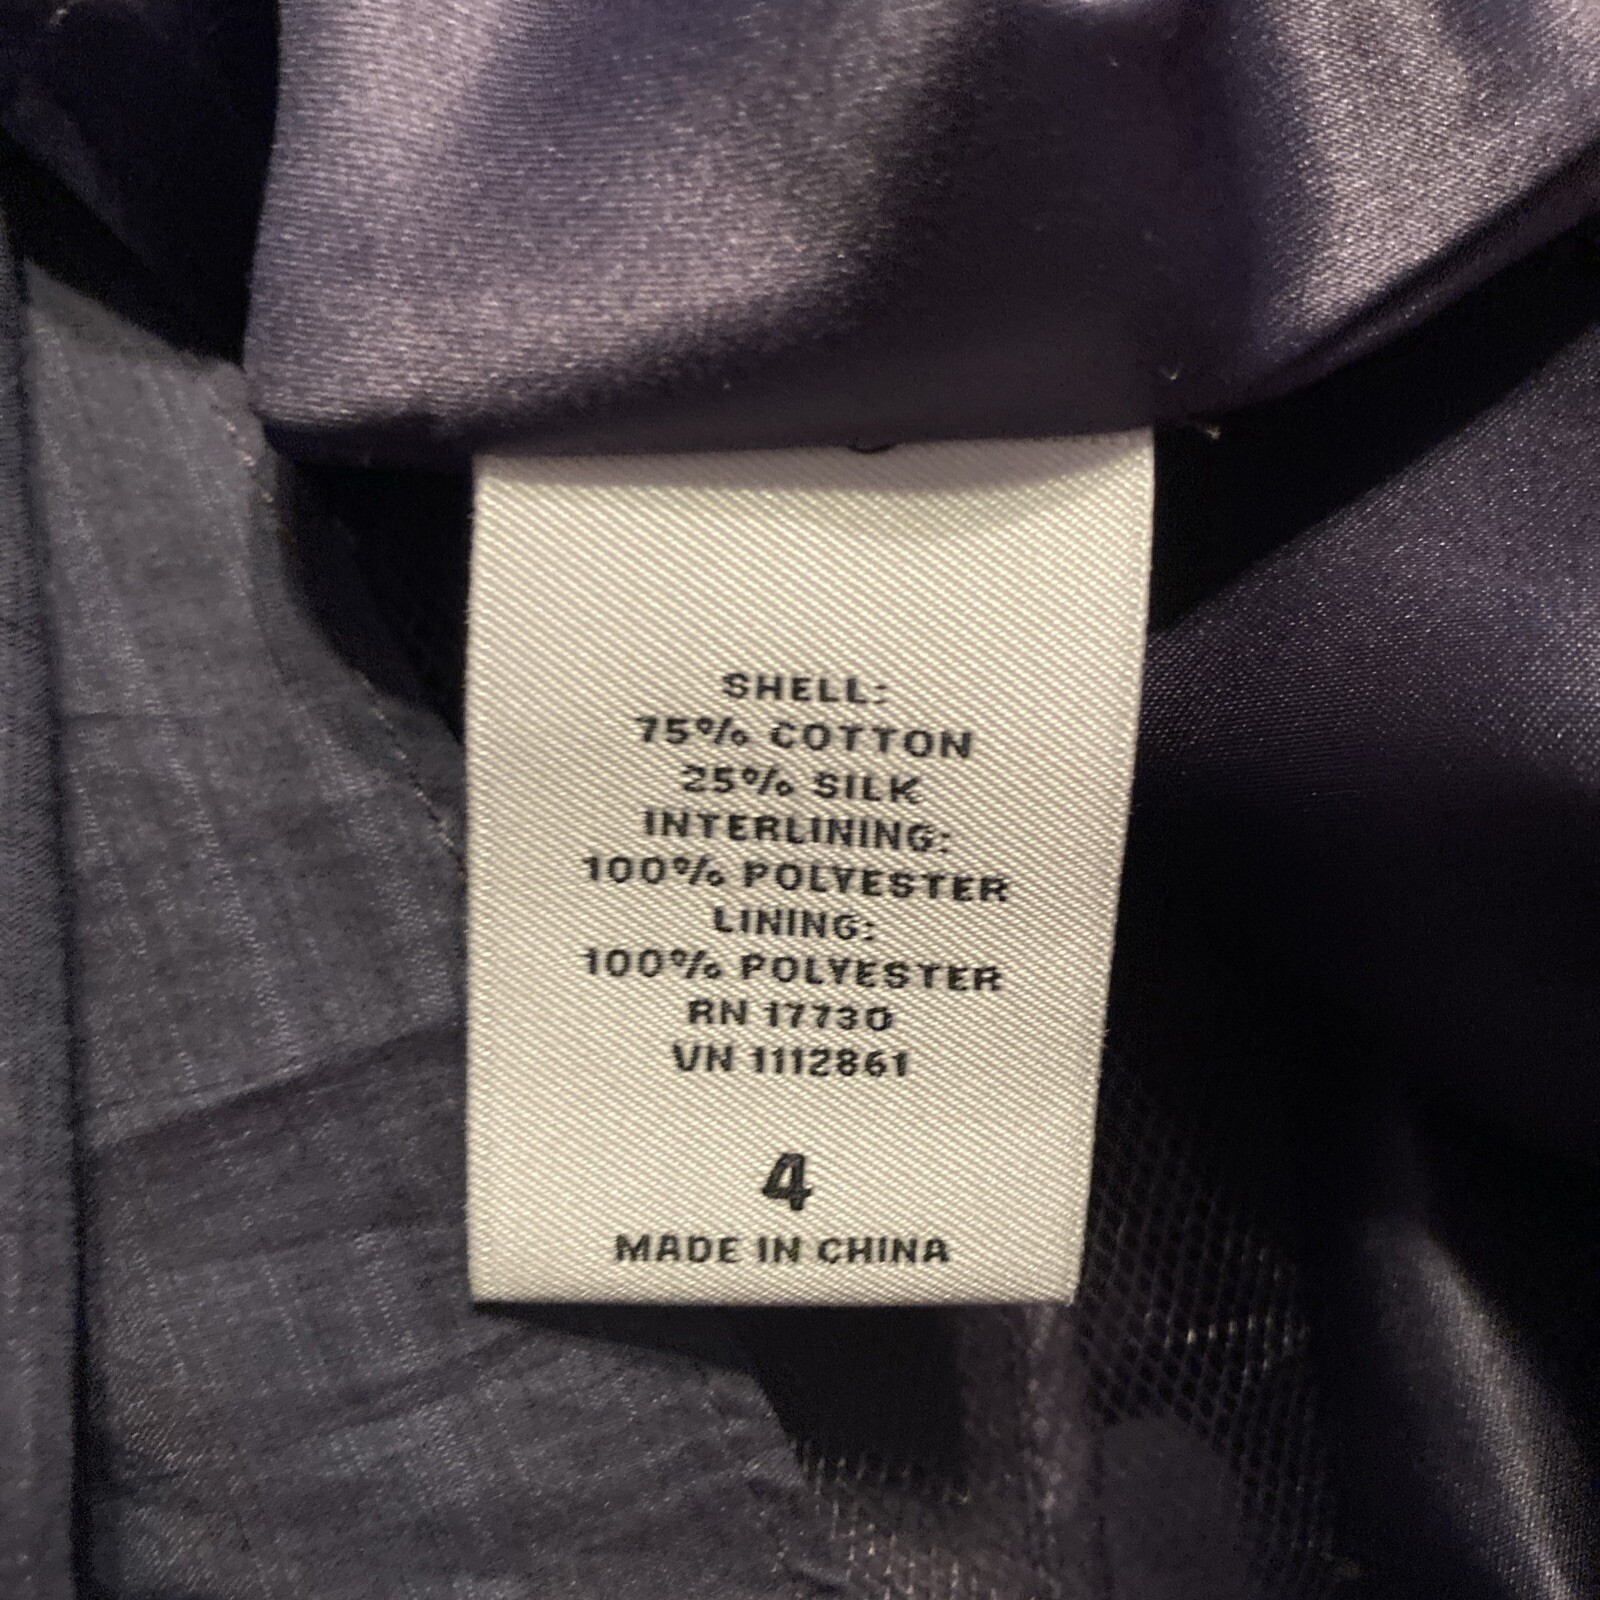 SHELL:
75% COTTON
25% SILK
INTERLINING:
100% POLYESTER
LINING:
100% POLYESTER
RN 17730
VN 1112861
4
MADE IN CHINA